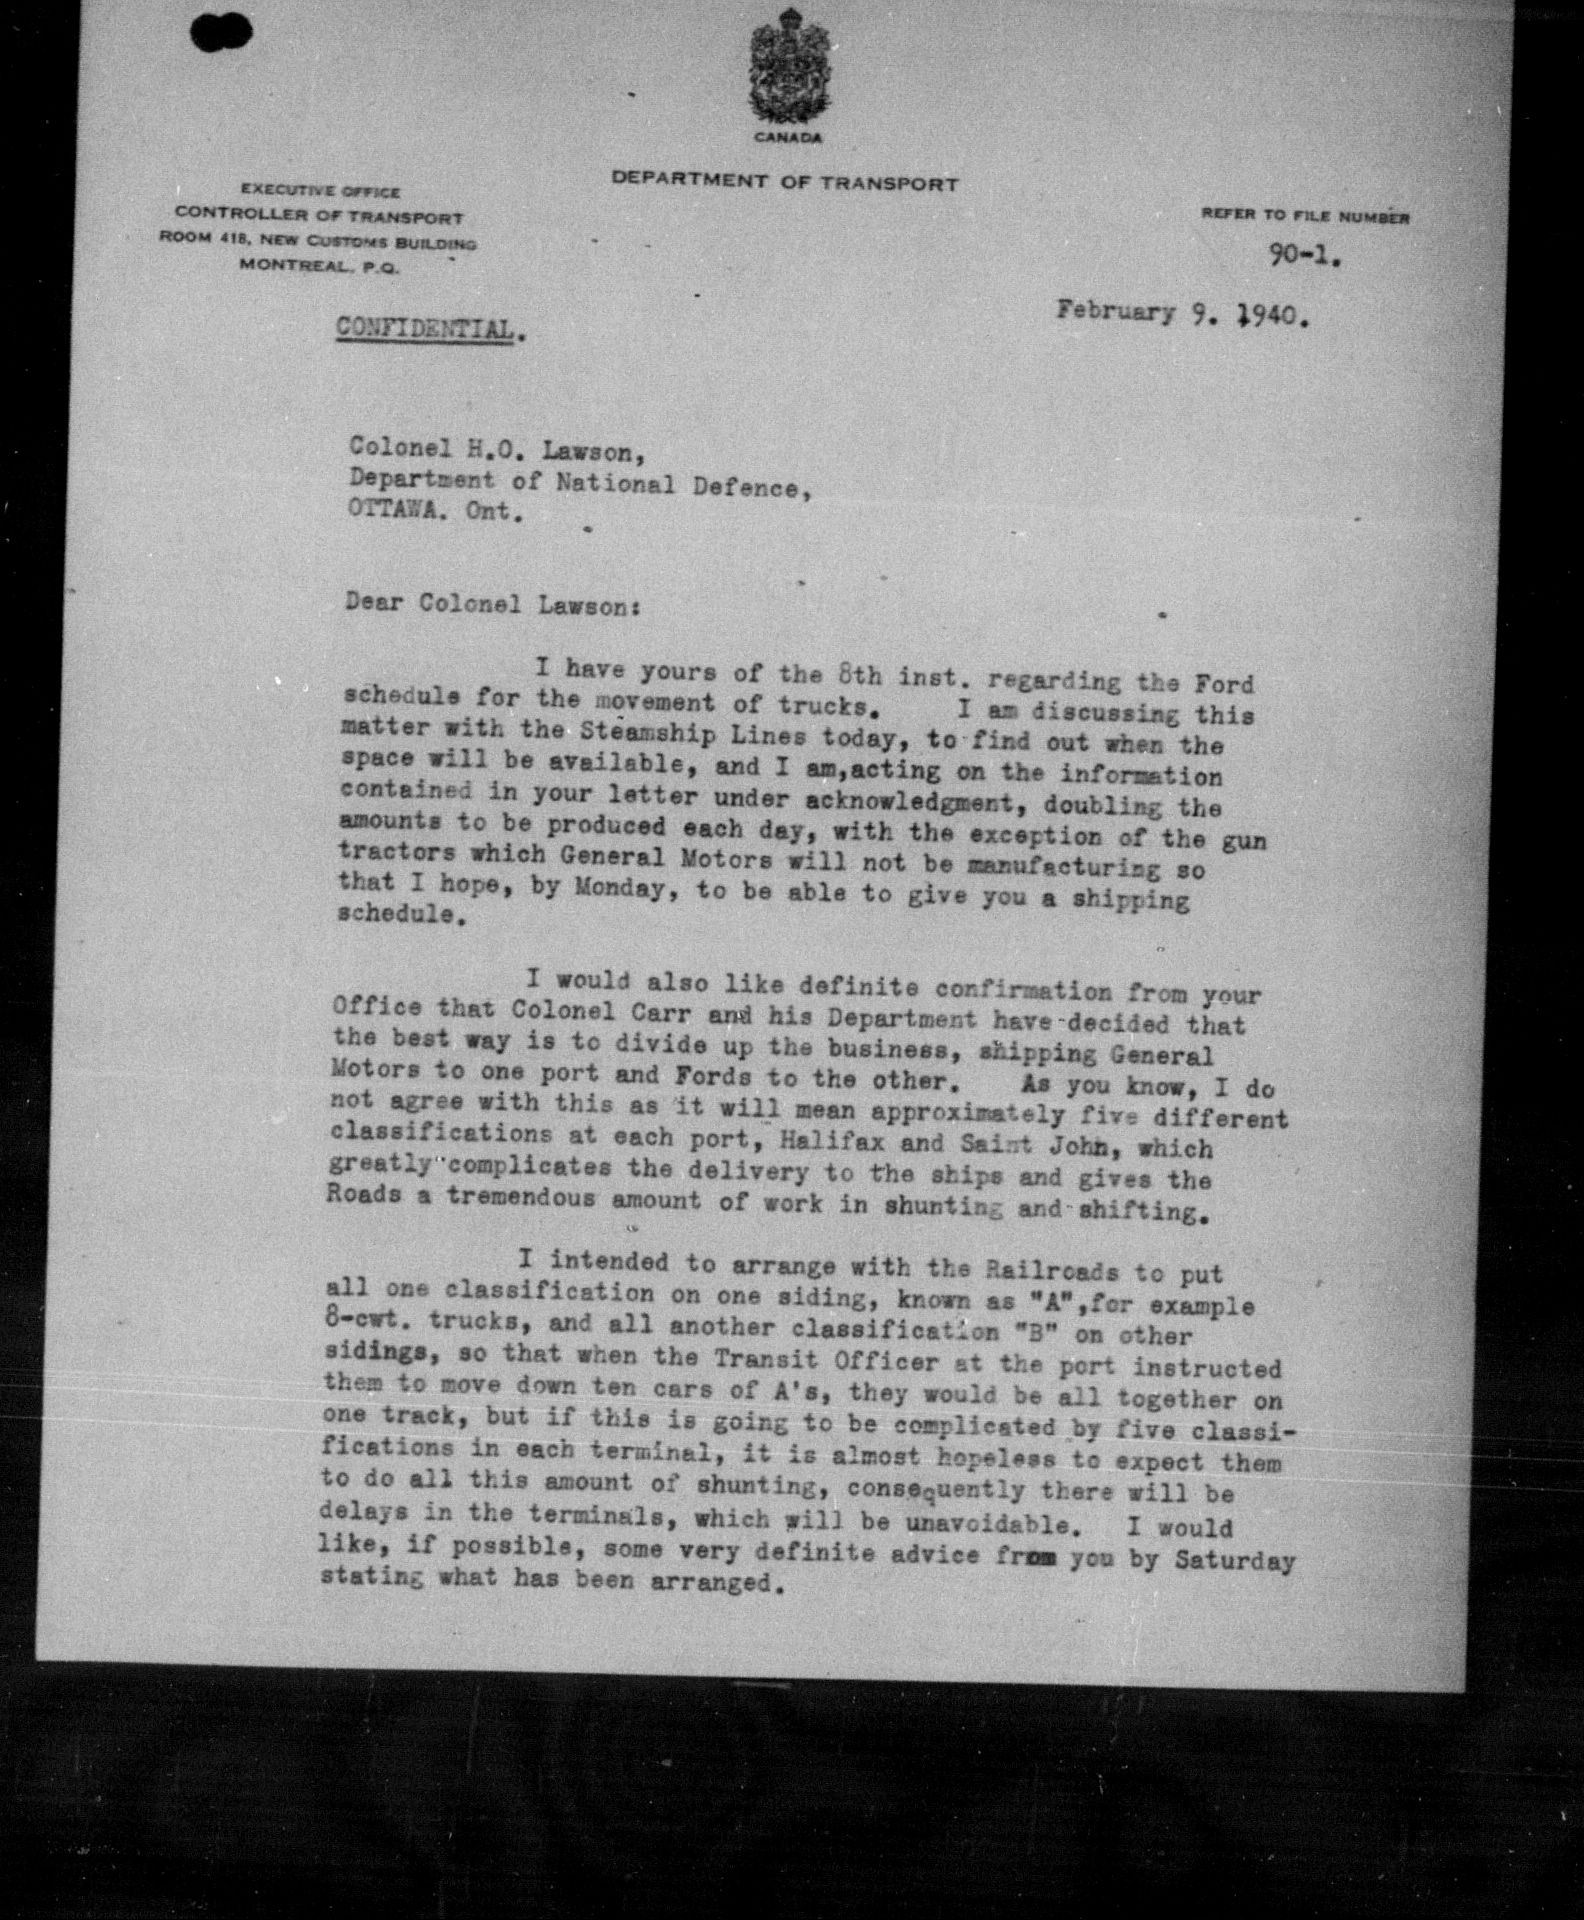 CANADA
DEPARTMENT OF TRANSPORT
EXECUTIVE OFFICE
CONTROLLER OF TRANSPORT
ROOM 418, NEW CUSTOMS BUILDING
MONTREAL, P.Q.
REFER TO FILE NUMBER
90-1.
February 9. 1940.
CONFIDENTIAL.
Colonel H.O. Lawson,
Department of National Defence,
OTTAWA. Ont.
Dear Colonel Lawson:
I have yours of the 8th inst. regarding the Ford
schedule for the movement of trucks. I am discussing this
matter with the Steamship Lines today, to find out when the
space will be available, and I am,acting on the information
contained in your letter under acknowledgment, doubling the
amounts to be produced each day, with the exception of the gun
tractors which General Motors will not be manufacturing so
that I hope, by Monday, to be able to give you a shipping
schedule.
I would also like definite confirmation from your
Office that Colonel Carr and his Department have decided that
the best way is to divide up the business, shipping General
Motors to one port and Fords to the other. As you know, I do
not agree with this as it will mean approximately five different
classifications at each port, Halifax and Saint John, which
greatly complicates the delivery to the ships and gives the
Roads a tremendous amount of work in shunting and shifting.
I intended to arrange with the Railroads to put
all one classification on one siding, known as "A",for example
8-cwt. trucks, and all another classification "B" on other
sidings, so that when the Transit Officer at the port instructed
them to move down ten cars of A's, they would be all together on
one track, but if this is going to be complicated by five classi-
fications in each terminal, it is almost hopeless to expect them
to do all this amount of shunting, consequently there will be
delays in the terminals, which will be unavoidable. I would
like, if possible, some very definite advice from you by Saturday
stating what has been arranged.